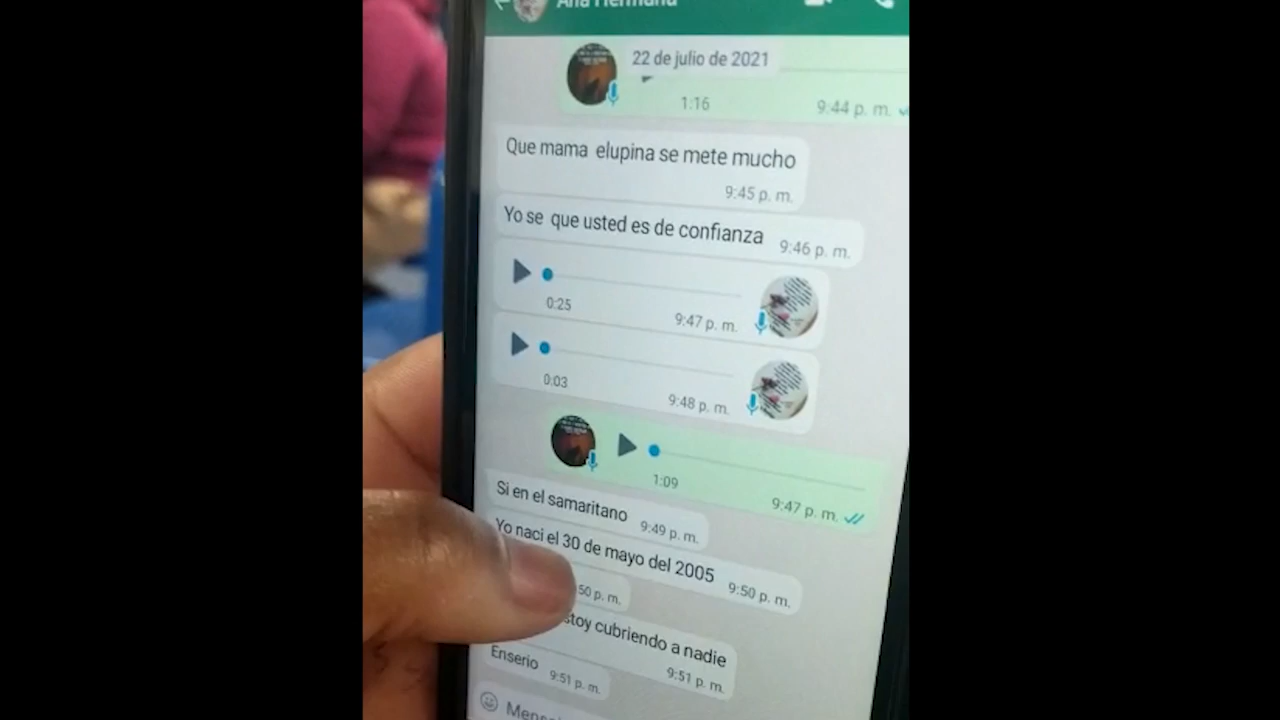 Ana Hermana
22 de julio de 2021
1:16 9:44 p. m.
Que mama elupina se mete mucho
9:45 p. m.
Yo se que usted es de confianza 9:46 p. m.
0:25 9:47 p. m.
0:03 9:48 p. m.
1:09 9:47 p. m.
Si en el samaritano 9:49 p. m.
Yo naci el 30 de mayo del 2005 9:50 p. m.
50 p. m.
stoy cubriendo a nadie
9:51 p. m.
Enserio 9:51 p. m.